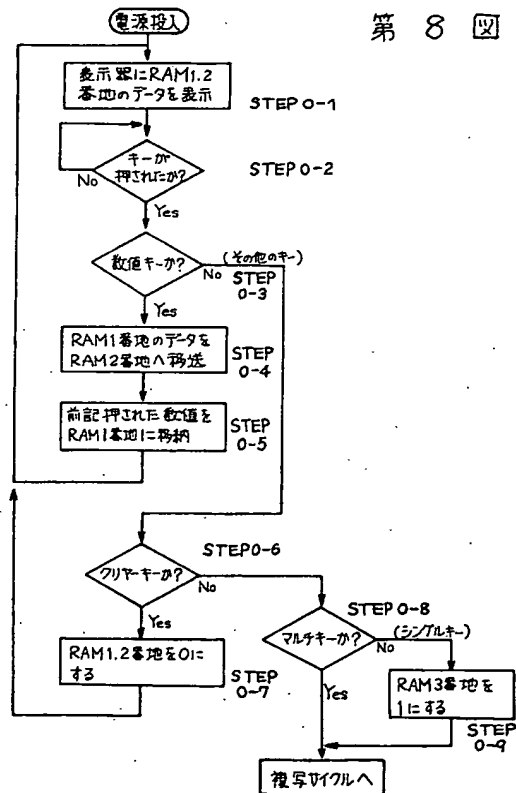 第 8 図
電源投入
表示器にRAM1.2
番地のデータを表示
STEP 0-1
キーが
押されたか?
No
STEP 0-2
Yes
数値キーか?
(その他のキー)
No
STEP
0-3
Yes
RAM1番地のデータを
RAM2番地へ移送
STEP
0-4
前記押された数値を
RAM1番地に格納
STEP
0-5
クリヤーキーか?
STEP0-6
No
Yes
RAM1.2番地を0に
する
STEP
0-7
マルチキーか?
STEP 0-8
(シングルキー)
No
Yes
RAM3番地を
1にする
STEP
0-9
複写サイクルへ